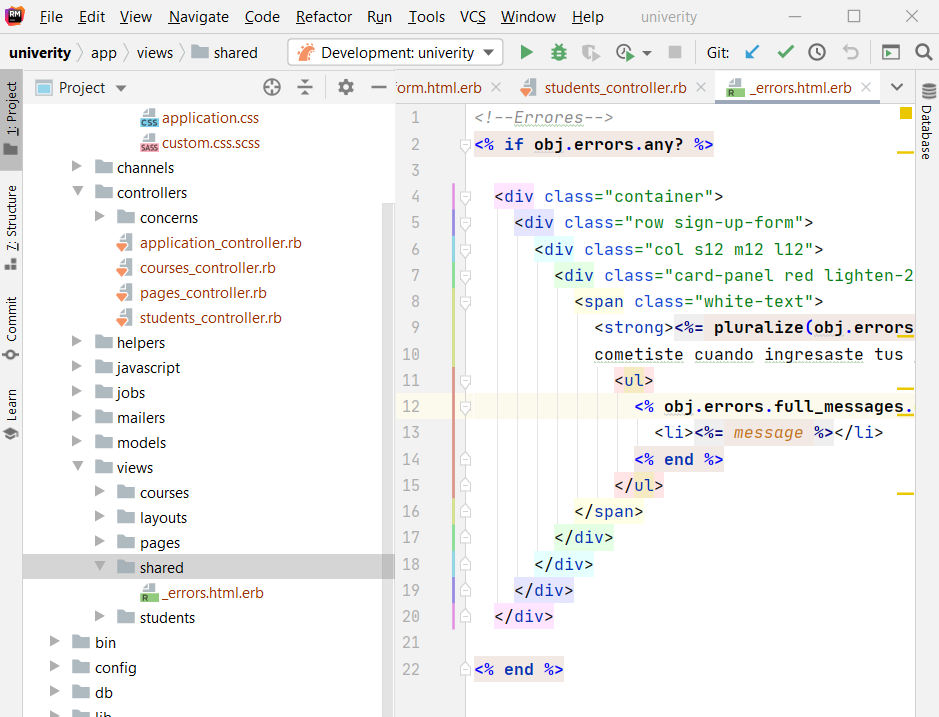 RM File Edit View Navigate Code Refactor Run Tools VCS Window Help univerity
univerity app views shared Development: univerity Git:
Project orm.html.erb students_controller.rb _errors.html.erb
1: Project
Z: Structure
Commit
Learn
CSS application.css
SASS custom.css.scss
channels
controllers
concerns
application_controller.rb
courses_controller.rb
pages_controller.rb
students_controller.rb
helpers
javascript
jobs
mailers
models
views
courses
layouts
pages
shared
R _errors.html.erb
students
bin
config
db
lib
1 <!--Errores-->
2 <% if obj.errors.any? %>
3
4 <div class="container">
5 <div class="row sign-up-form">
6 <div class="col s12 m12 l12">
7 <div class="card-panel red lighten-2
8 <span class="white-text">
9 <strong><%= pluralize(obj.errors
10 cometiste cuando ingresaste tus
11 <ul>
12 <% obj.errors.full_messages.
13 <li><%= message %></li>
14 <% end %>
15 </ul>
16 </span>
17 </div>
18 </div>
19 </div>
20 </div>
21
22 <% end %>
Database